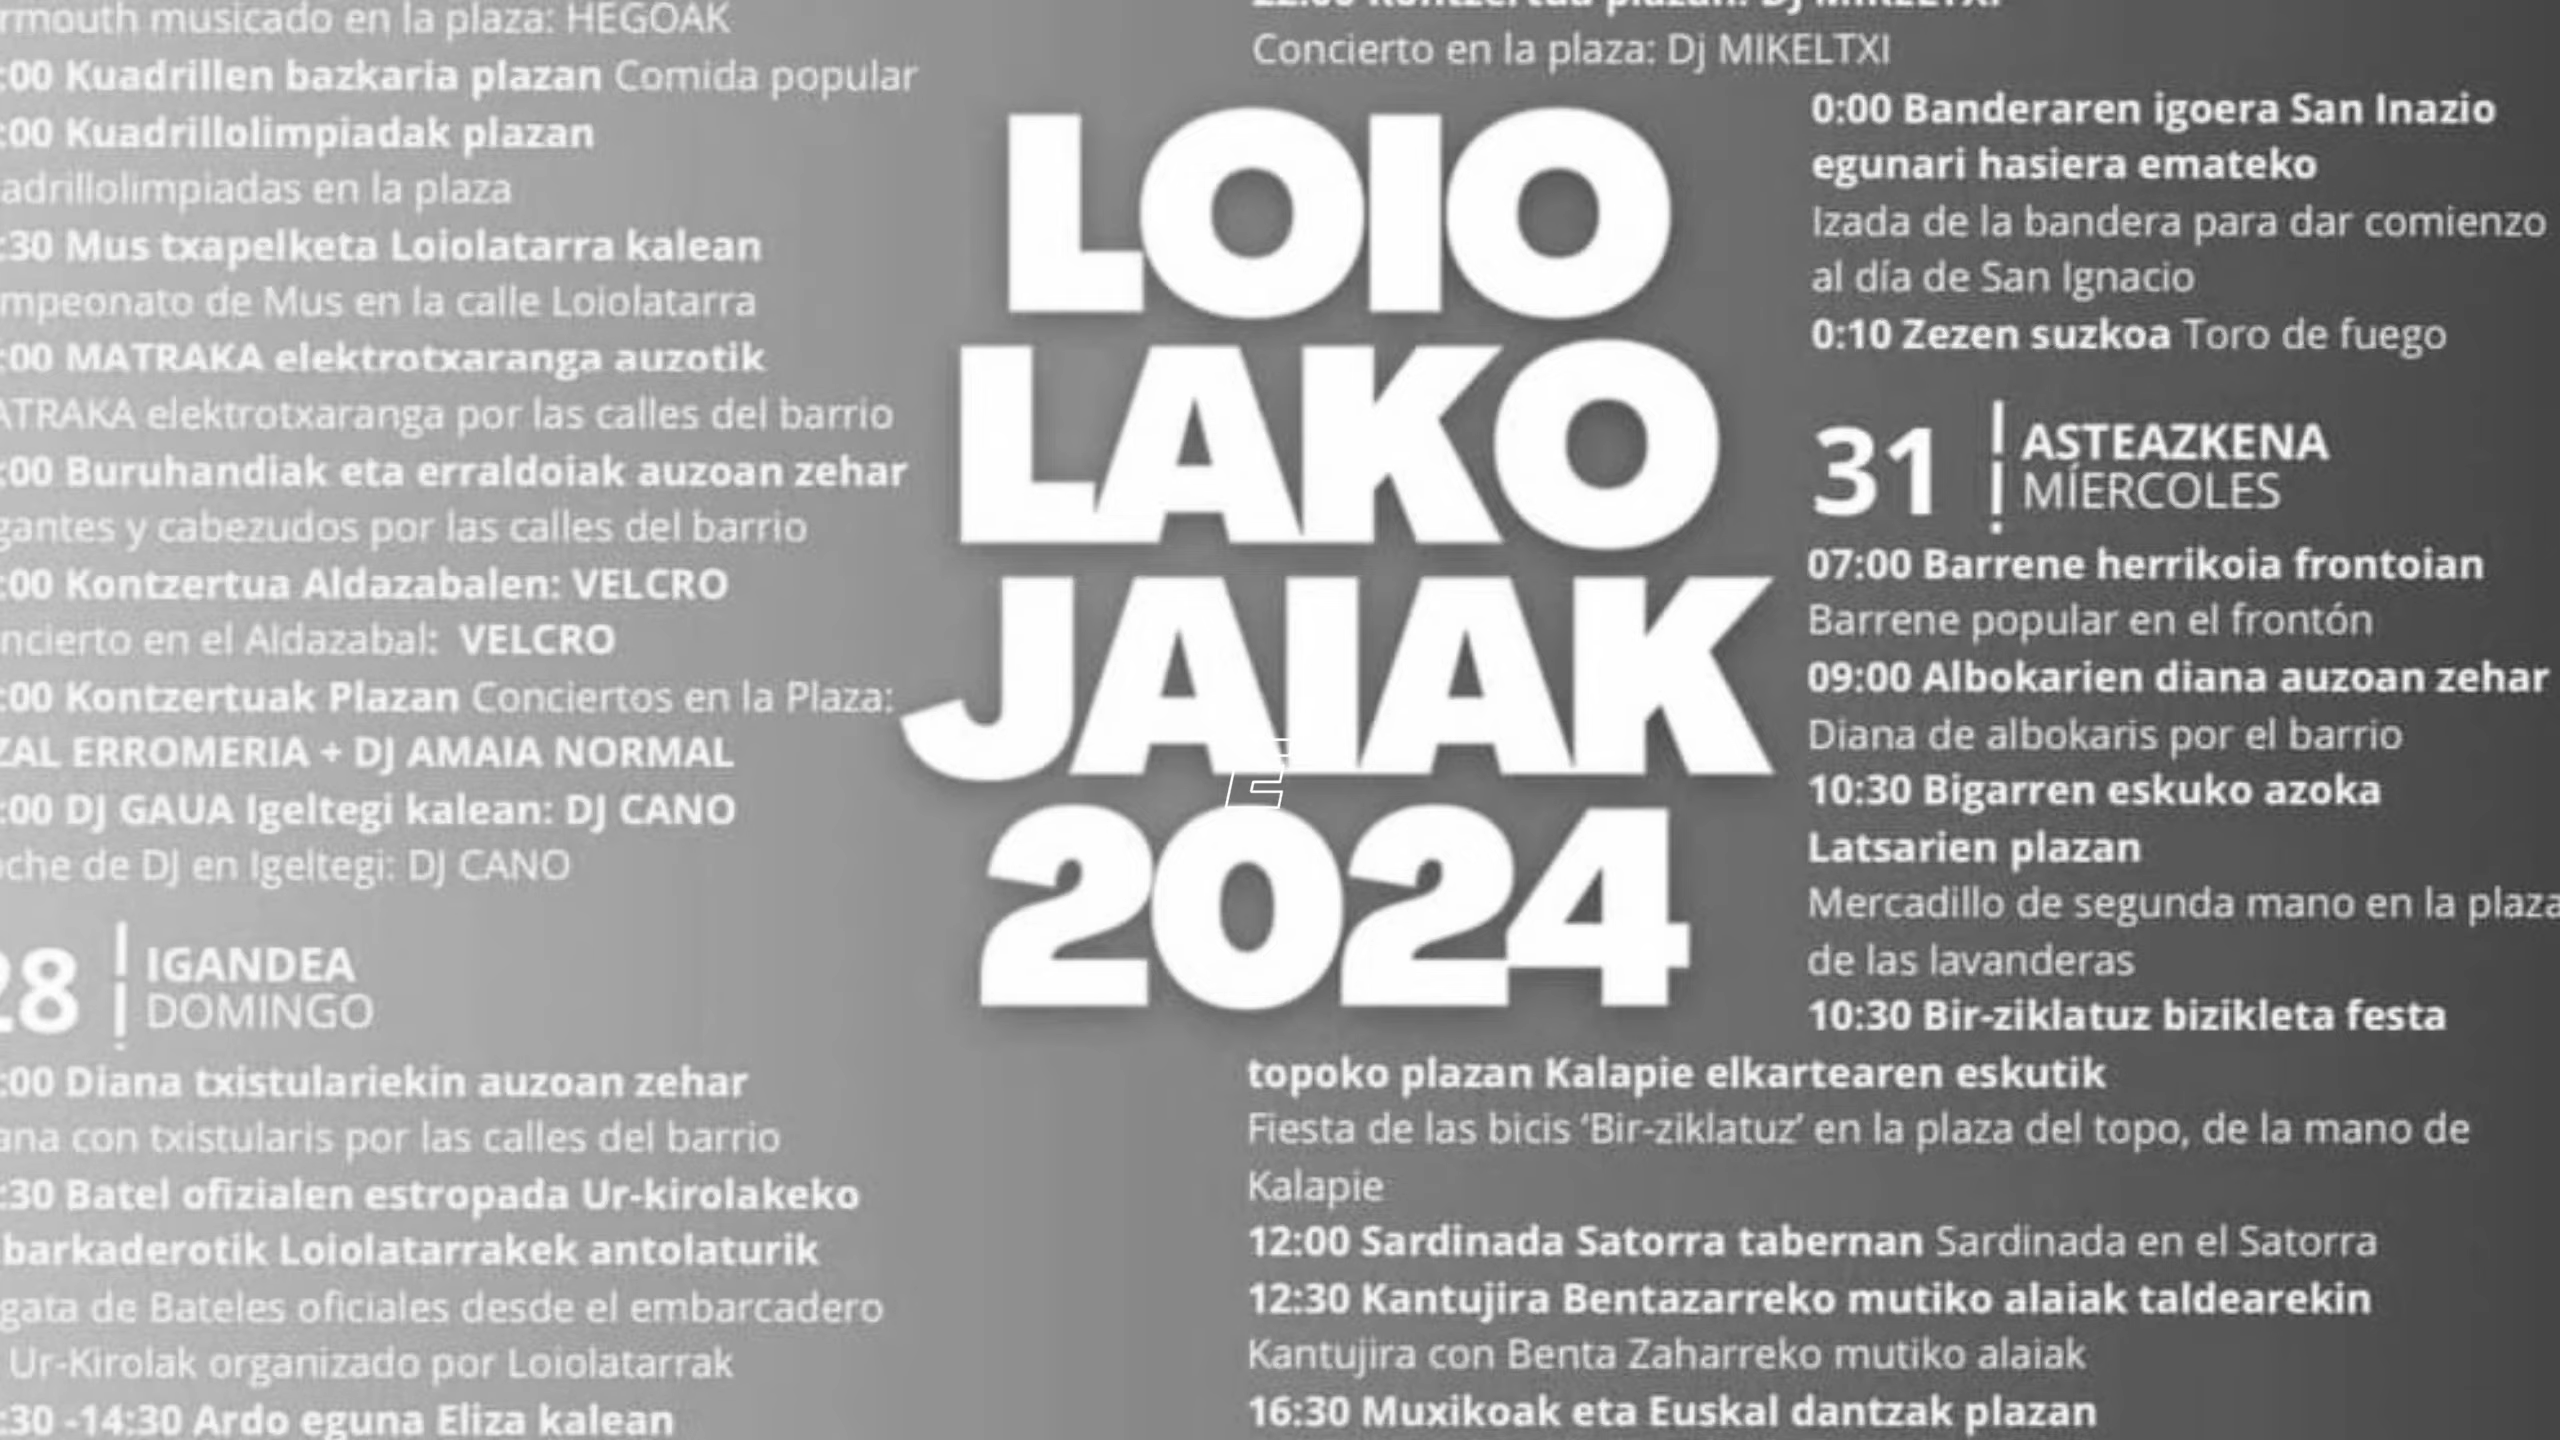 rmouth musicado en la plaza: HEGOAK
:00 Kuadrillen bazkaria plazan Comida popular
:00 Kuadrillolimpiadak plazan
adrillolimpiadas en la plaza
:30 Mus txapelketa Loiolatarra kalean
mpeonato de Mus en la calle Loiolatarra
:00 MATRAKA elektrotxaranga auzotik
ATRAKA elektrotxaranga por las calles del barrio
:00 Buruhandiak eta erraldoiak auzoan zehar
gantes y cabezudos por las calles del barrio
:00 Kontzertua Aldazabalen: VELCRO
ncierto en el Aldazabal: VELCRO
:00 Kontzertuak Plazan Conciertos en la Plaza:
ZAL ERROMERIA + DJ AMAIA NORMAL
:00 DJ GAUA Igeltegi kalean: DJ CANO
oche de DJ en Igeltegi: DJ CANO
28 IGANDEA
DOMINGO
:00 Diana txistulariekin auzoan zehar
ana con txistularis por las calles del barrio
:30 Batel ofizialen estropada Ur-kirolakeko
barkaderotik Loiolatarrakek antolaturik
gata de Bateles oficiales desde el embarcadero
Ur-Kirolak organizado por Loiolatarrak
:30 -14:30 Ardo eguna Eliza kalean
LOIO
LAKO
JAIAK
E
2024
22:00 Kontzertua plazan: Dj MIKELTXI
Concierto en la plaza: Dj MIKELTXI
0:00 Banderaren igoera San Inazio
egunari hasiera emateko
Izada de la bandera para dar comienzo
al día de San Ignacio
0:10 Zezen suzkoa Toro de fuego
31 ASTEAZKENA
MÍERCOLES
07:00 Barrene herrikoia frontoian
Barrene popular en el frontón
09:00 Albokarien diana auzoan zehar
Diana de albokaris por el barrio
10:30 Bigarren eskuko azoka
Latsarien plazan
Mercadillo de segunda mano en la plaza
de las lavanderas
10:30 Bir-ziklatuz bizikleta festa
topoko plazan Kalapie elkartearen eskutik
Fiesta de las bicis ‘Bir-ziklatuz’ en la plaza del topo, de la mano de
Kalapie
12:00 Sardinada Satorra tabernan Sardinada en el Satorra
12:30 Kantujira Bentazarreko mutiko alaiak taldearekin
Kantujira con Benta Zaharreko mutiko alaiak
16:30 Muxikoak eta Euskal dantzak plazan